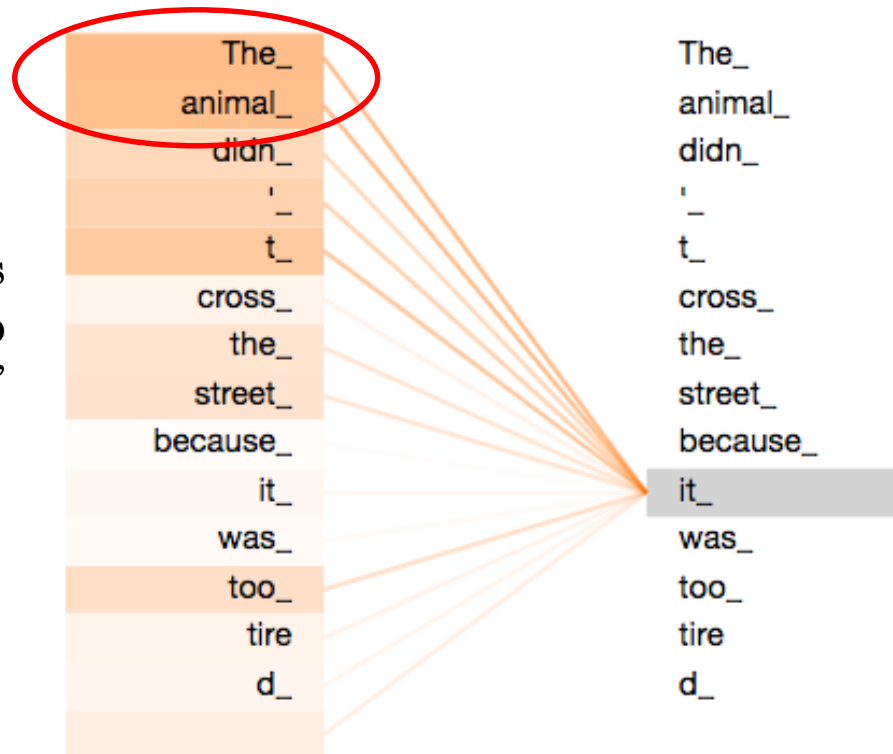 The_ The_
animal_ animal_
didn_ didn_
'_ '_
t_ t_
cross_ cross_
the_ the_
street_ street_
because_ because_
it_ it_
was_ was_
too_ too_
tire tire
d_ d_